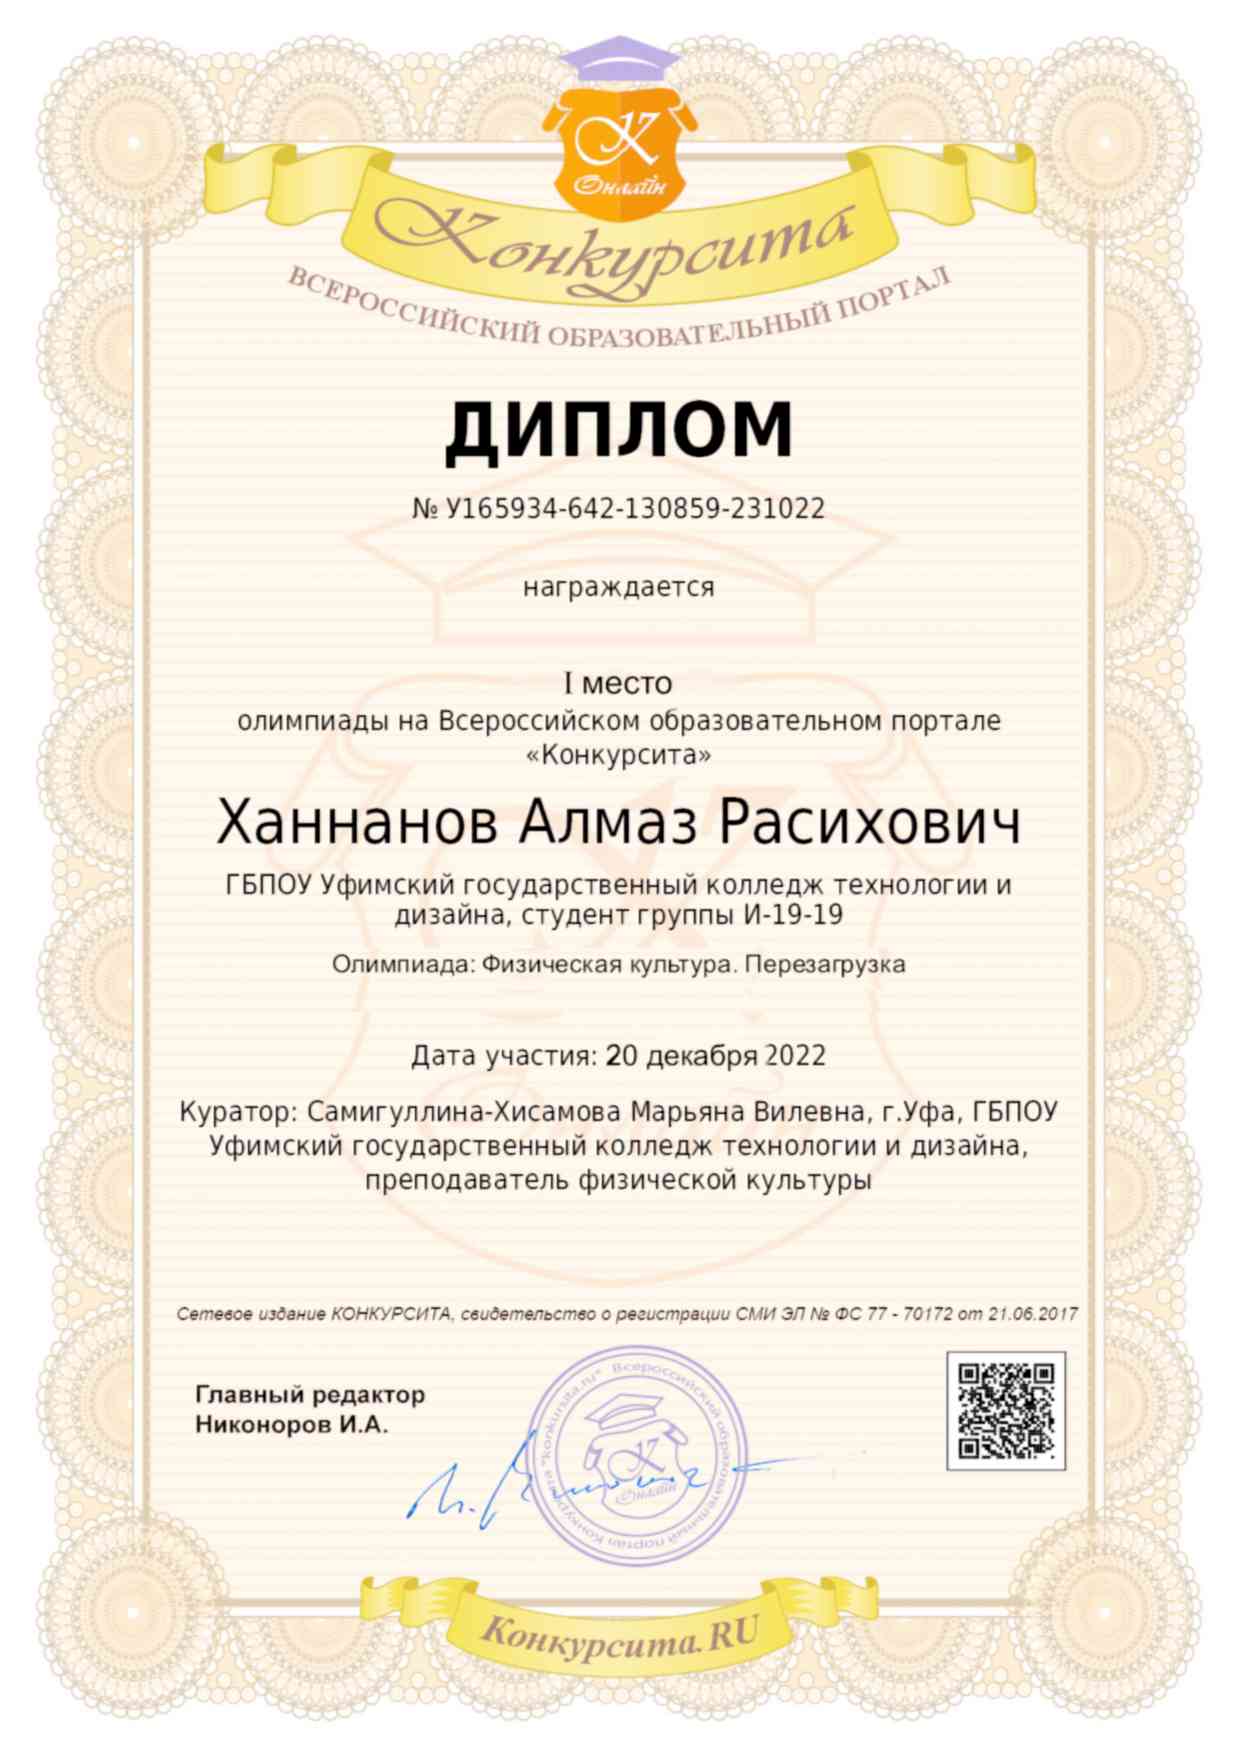 К
Онлайн
Конкурсита
ВСЕРОССИЙСКИЙ ОБРАЗОВАТЕЛЬНЫЙ ПОРТАЛ
ДИПЛОМ
№ У165934-642-130859-231022
награждается
I место
олимпиады на Всероссийском образовательном портале
«Конкурсита»
Ханнанов Алмаз Расихович
ГБПОУ Уфимский государственный колледж технологии и
дизайна, студент группы И-19-19
Олимпиада: Физическая культура. Перезагрузка
Дата участия: 20 декабря 2022
Куратор: Самигуллина-Хисамова Марьяна Вилевна, г.Уфа, ГБПОУ
Уфимский государственный колледж технологии и дизайна,
преподаватель физической культуры
Сетевое издание КОНКУРСИТА, свидетельство о регистрации СМИ ЭЛ № ФС 77 - 70172 от 21.06.2017
Главный редактор
Никоноров И.А.
Всероссийский образовательный портал Конкурсита "konkursita.ru"
К
Онлайн
Конкурсита.RU